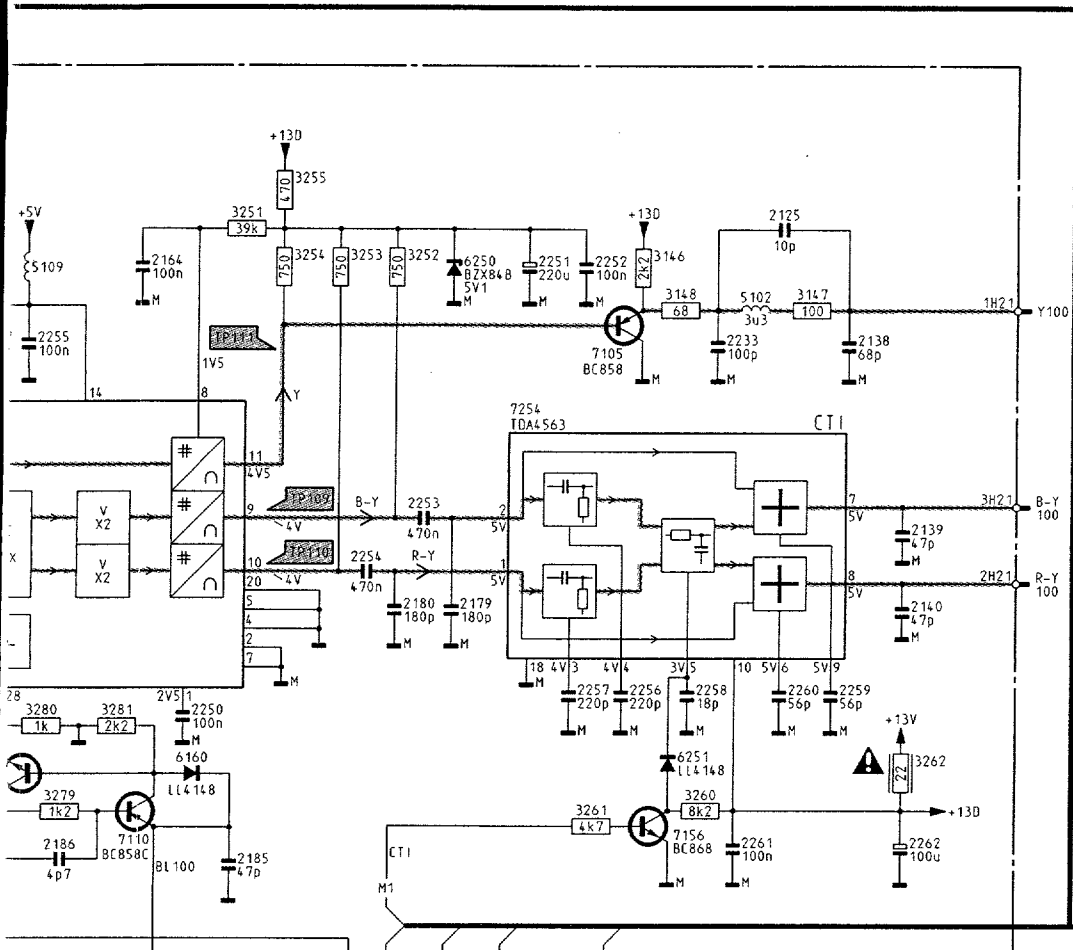 +13D
470
3255
+5V
3251
39k
+13D
2125
10p
5109
2164
100n
M
750
3254
750
3253
750
3252
6250
BZX84B
5V1
M
2251
220u
M
2252
100n
M
2k2
3146
3148
68
5102
3u3
3147
100
1H21
Y100
2255
100n
TP111
1V5
7105
BC858
M
2233
100p
M
2138
68p
M
14
8
Y
7254
TDA4563
CTI
#
11
4V5
TP109
9
4V
B-Y
2253
470n
2
5V
7
5V
3H21
B-Y
100
V
X2
#
2139
47p
M
X
V
X2
#
TP110
10
4V
2254
470n
R-Y
1
5V
8
5V
2H21
R-Y
100
20
5
4
2
7
M
2180
180p
M
2179
180p
M
2140
47p
M
18
4V
3
4V
4
3V
5
10
5V
6
5V
9
M
28
2V5
1
2250
100n
M
2257
220p
M
2256
220p
M
2258
18p
M
2260
56p
M
2259
56p
M
3280
1k
3281
2k2
+13V
6160
LL4148
6251
LL4148
22
3262
3279
1k2
3261
4k7
3260
8k2
+13D
7110
BC858C
7156
BC868
2186
4p7
BL100
2185
47p
CTI
M
2261
100n
M
2262
100u
M1